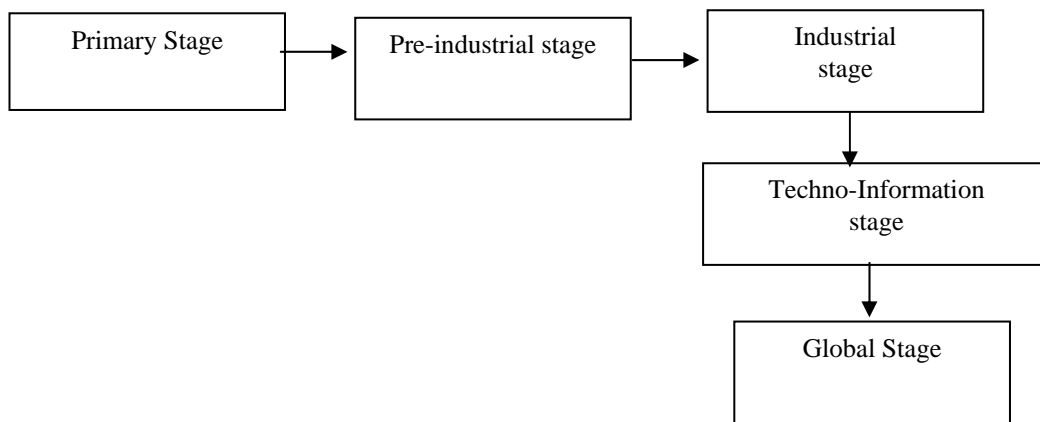 Primary Stage
Pre-industrial stage
Industrial
stage
Techno-Information
stage
Global Stage